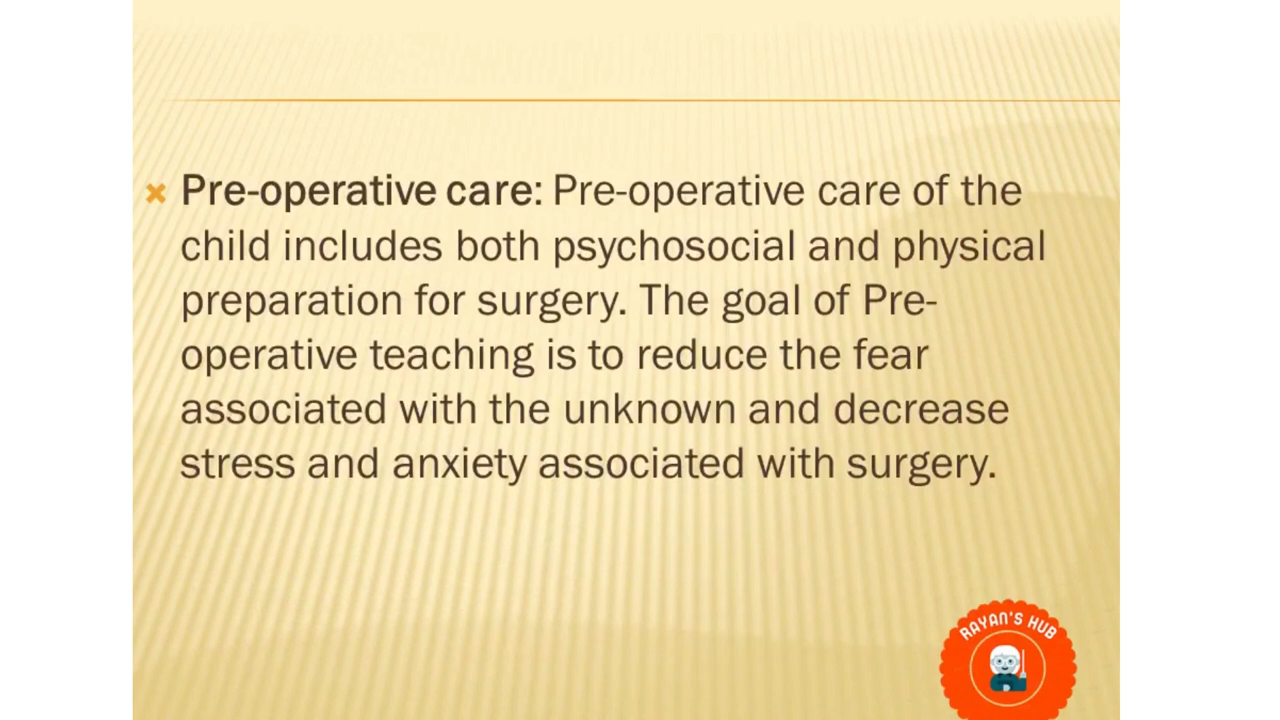 Pre-operative care: Pre-operative care of the
child includes both psychosocial and physical
preparation for surgery. The goal of Pre-
operative teaching is to reduce the fear
associated with the unknown and decrease
stress and anxiety associated with surgery.
RAYAN'S HUB